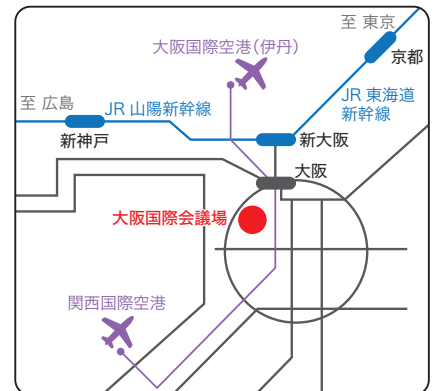 至 東京
大阪国際空港（伊丹）
京都
至 広島
JR 山陽新幹線
JR 東海道
新幹線
新神戸
新大阪
大阪
大阪国際会議場
関西国際空港